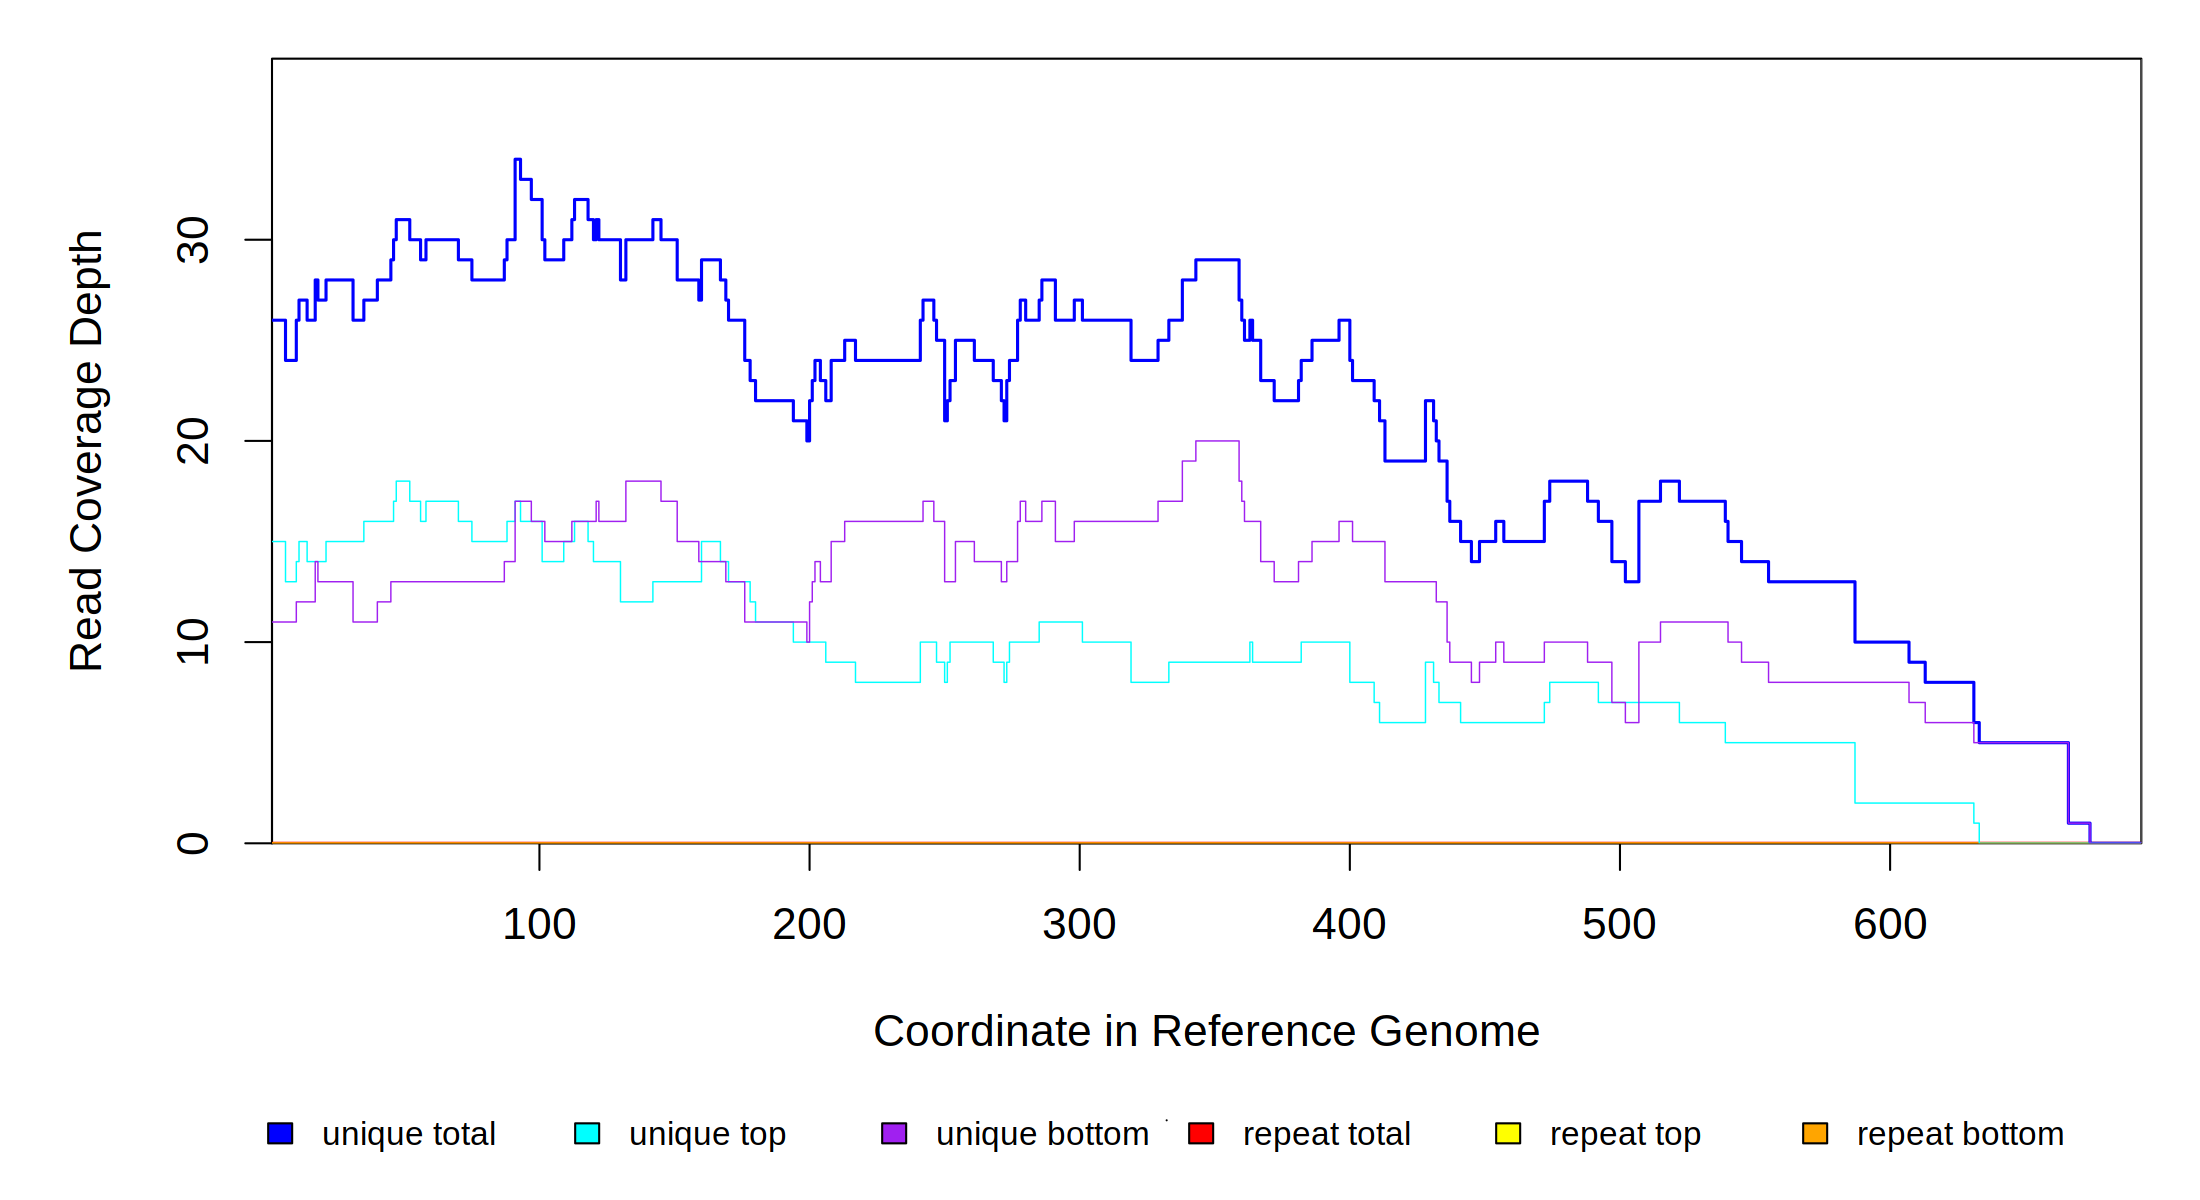 Read Coverage Depth
30
20
10
0
100 200 300 400 500 600
Coordinate in Reference Genome
unique total unique top unique bottom repeat total repeat top repeat bottom